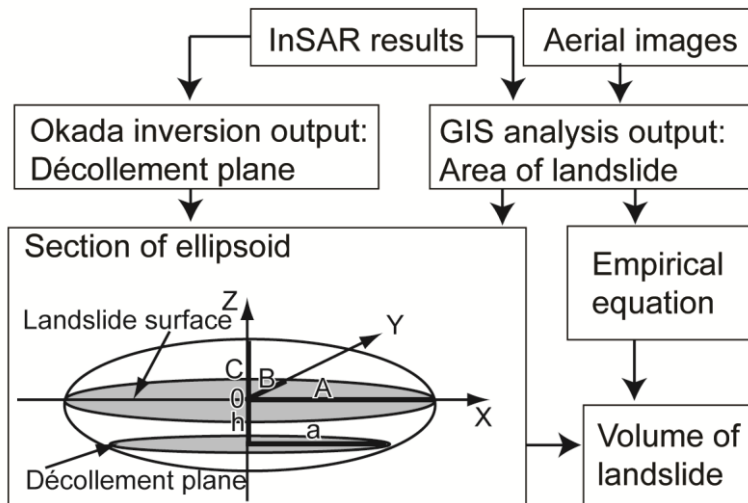 InSAR results
Aerial images
Okada inversion output:
Décollement plane
GIS analysis output:
Area of landslide
Section of ellipsoid
Landslide surface
Z
Y
C
B
A
0
X
h
a
Décollement plane
Empirical
equation
Volume of
landslide